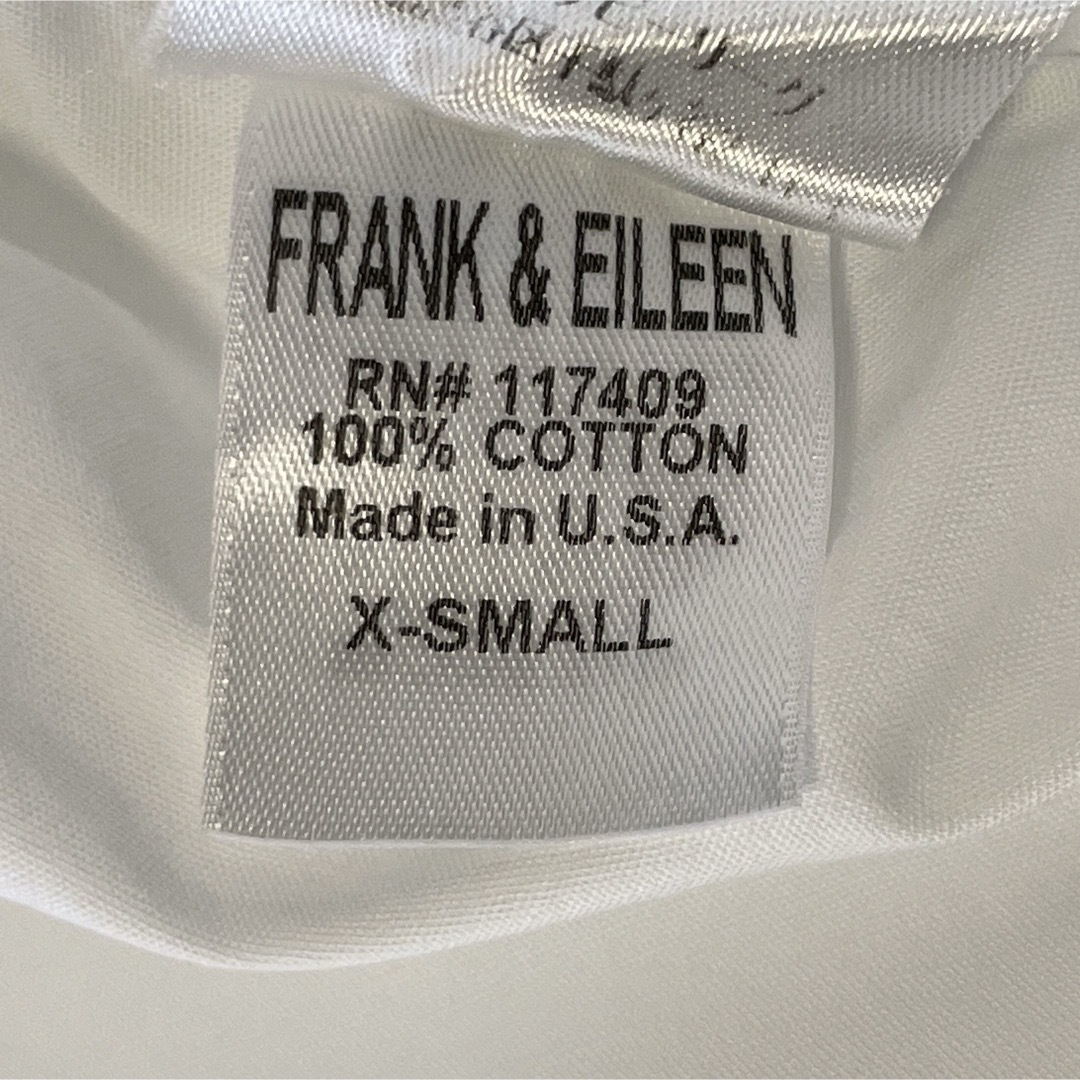 FRANK & EILEEN
RN# 117409
100% COTTON
Made in U.S.A.
X-SMALL